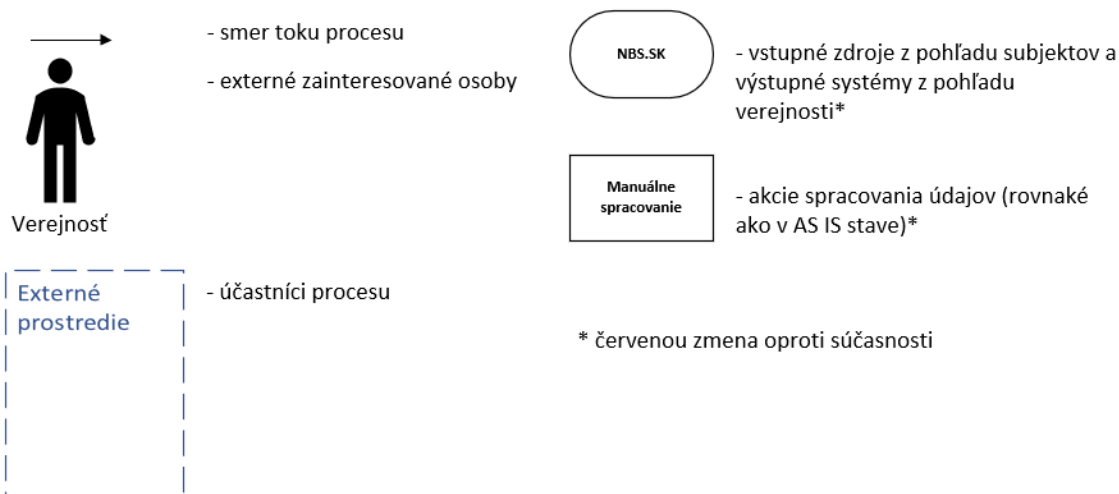 - smer toku procesu
- externé zainteresované osoby
Verejnosť
Externé
prostredie
- účastníci procesu
NBS.SK
- vstupné zdroje z pohľadu subjektov a
výstupné systémy z pohľadu
verejnosti*
Manuálne
spracovanie
- akcie spracovania údajov (rovnaké
ako v AS IS stave)*
* červenou zmena oproti súčasnosti